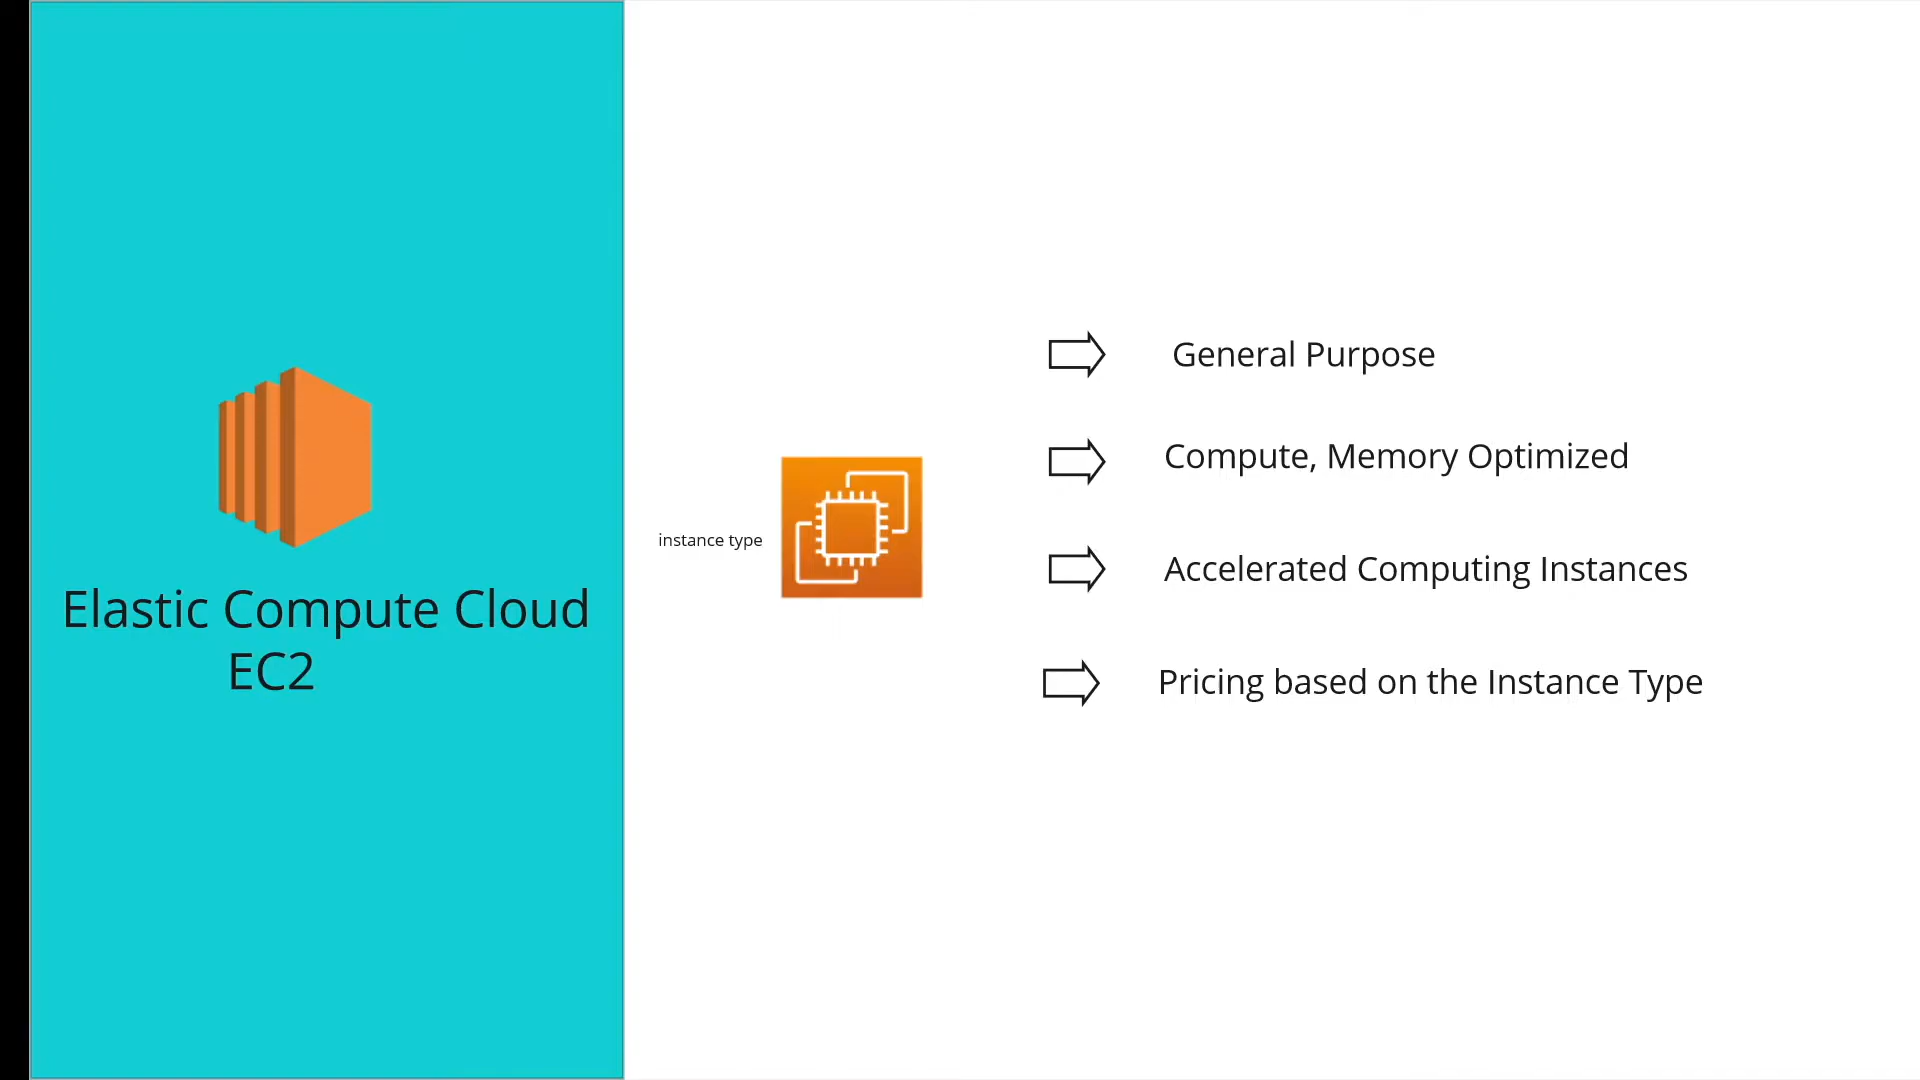 Elastic Compute Cloud
EC2
instance type
General Purpose
Compute, Memory Optimized
Accelerated Computing Instances
Pricing based on the Instance Type